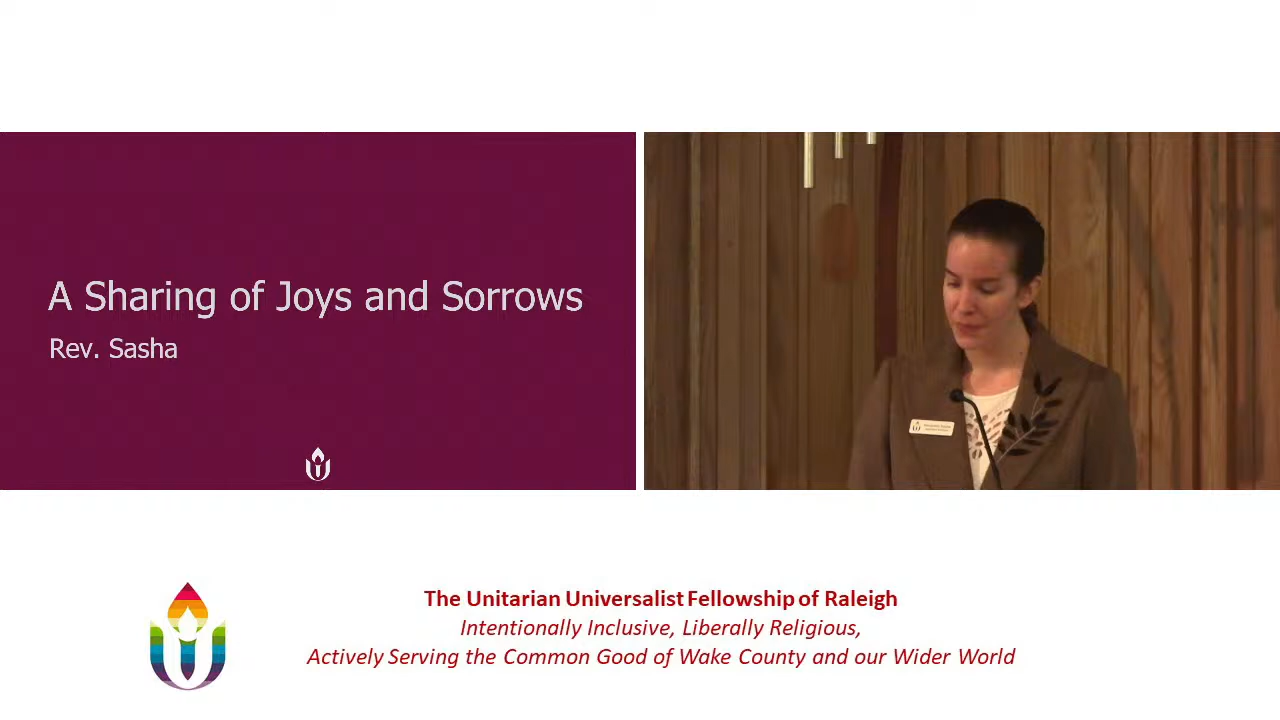 A Sharing of Joys and Sorrows
Rev. Sasha
The Unitarian Universalist Fellowship of Raleigh
Intentionally Inclusive, Liberally Religious,
Actively Serving the Common Good of Wake County and our Wider World